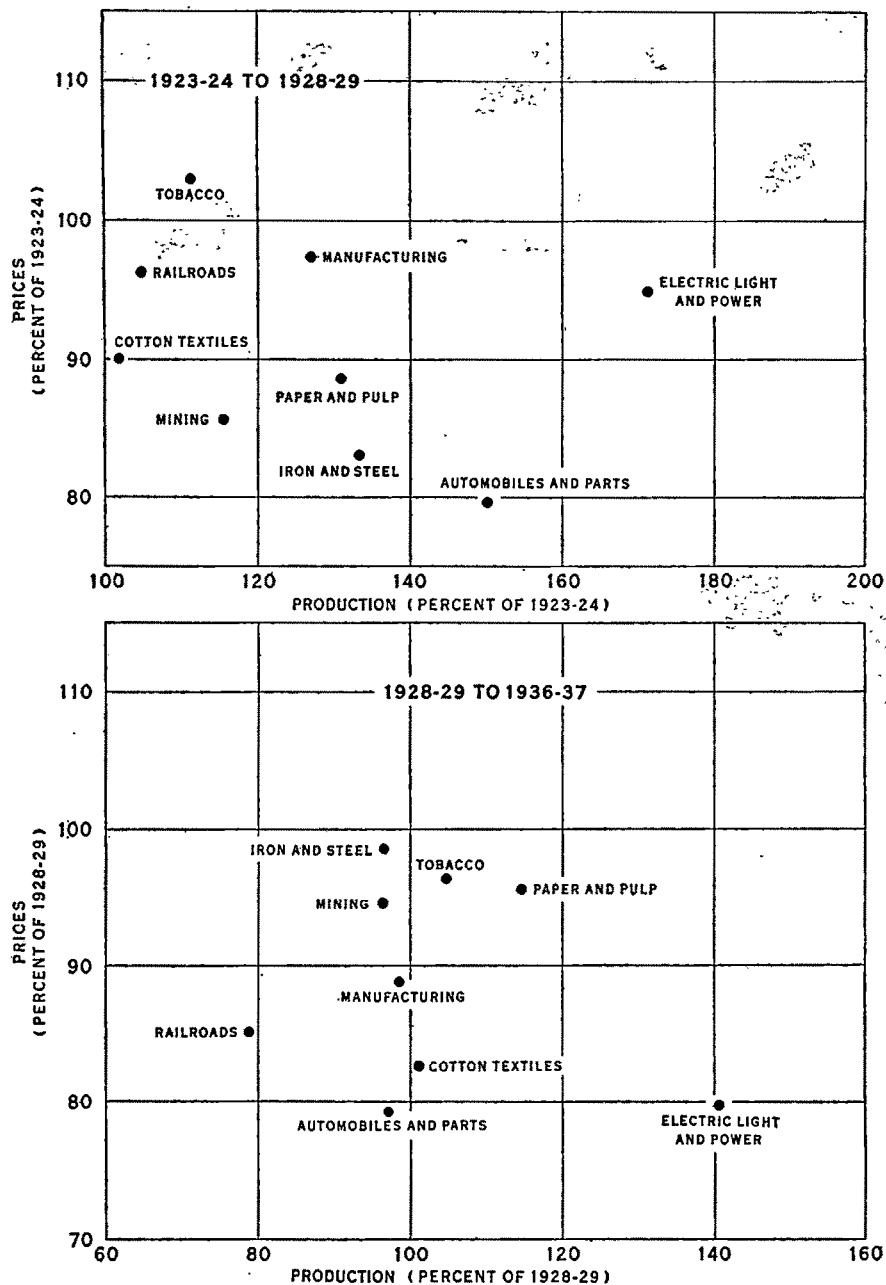 110
1923-24 TO 1928-29
TOBACCO
100
MANUFACTURING
RAILROADS
ELECTRIC LIGHT
AND POWER
PRICES
(PERCENT OF 1923-24)
COTTON TEXTILES
90
PAPER AND PULP
MINING
IRON AND STEEL
AUTOMOBILES AND PARTS
80
100 120 140 160 180 200
PRODUCTION (PERCENT OF 1923-24)
110
1928-29 TO 1936-37
100
IRON AND STEEL
TOBACCO
PAPER AND PULP
MINING
PRICES
(PERCENT OF 1928-29)
90
MANUFACTURING
RAILROADS
COTTON TEXTILES
80
AUTOMOBILES AND PARTS
ELECTRIC LIGHT
AND POWER
70
60 80 100 120 140 160
PRODUCTION (PERCENT OF 1928-29)